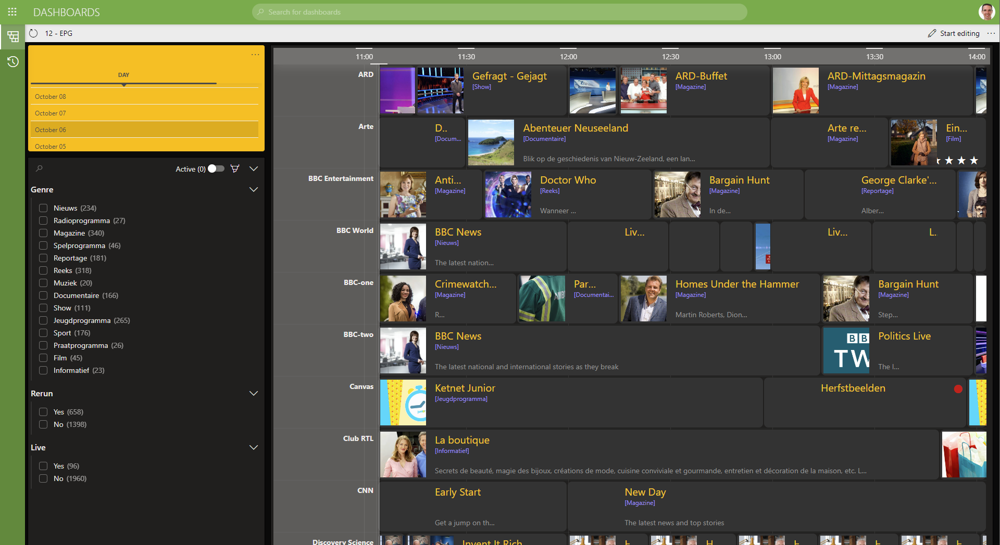 DASHBOARDS
Search for dashboards
12 - EPG
Start editing
DAY
October 08
October 07
October 06
October 05
Active (0)
Genre
Nieuws (234)
Radioprogramma (27)
Magazine (340)
Spelprogramma (46)
Reportage (181)
Reeks (318)
Muziek (20)
Documentaire (166)
Show (111)
Jeugdprogramma (265)
Sport (176)
Praatprogramma (26)
Film (45)
Informatief (23)
Rerun
Yes (658)
No (1398)
Live
Yes (96)
No (1960)
11:00 11:30 12:00 12:30 13:00 13:30 14:00
ARD
Gefragt - Gejagt
[Show]
ARD-Buffet
[Magazine]
ARD-Mittagsmagazin
[Magazine]
Arte
D..
[Docum...
Abenteuer Neuseeland
[Documentaire]
Blik op de geschiedenis van Nieuw-Zeeland, een lan...
Arte re...
[Magazine]
Ein...
[Film]
BBC Entertainment
Anti...
[Magazine]
Doctor Who
[Reeks]
Wanneer ...
Bargain Hunt
[Magazine]
In de...
George Clarke'...
[Reportage]
Alber...
BBC World
BBC News
[Nieuws]
The latest nation...
Liv...
Liv...
L..
BBC-one
Crimewatch...
[Magazine]
R...
Par...
[Documentai...
Homes Under the Hammer
[Magazine]
Martin Roberts, Dion...
Bargain Hunt
[Magazine]
Step...
BBC-two
BBC News
[Nieuws]
The latest national and international stories as they break
BB
TW
Politics Live
The l...
Canvas
Ketnet Junior
[Jeugdprogramma]
Herfstbeelden
Club RTL
La boutique
[Informatief]
Secrets de beauté, magie des bijoux, créations de mode, cuisine conviviale et gourmande, entretien et décoration de la maison, etc. L...
CNN
Early Start
Get a jump on th...
New Day
[Magazine]
The latest news and top stories
Discovery Science
Invent It Rich